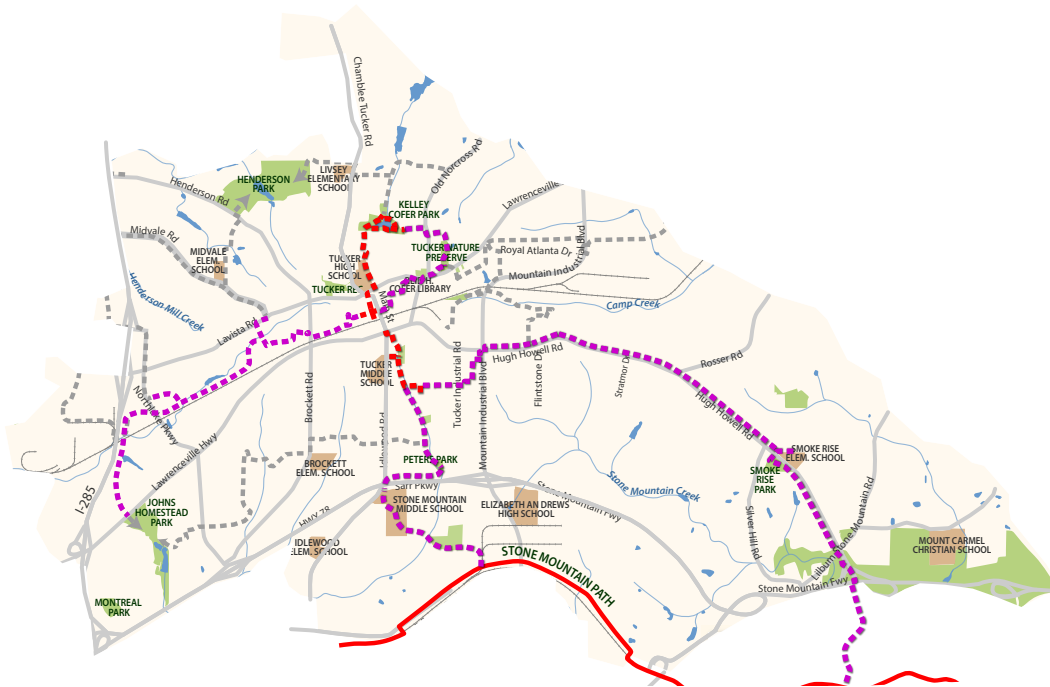 Chamblee Tucker Rd
Old Norcross Rd
LIVSEY
ELEMENTARY
SCHOOL
HENDERSON
PARK
Henderson Rd
Lawrenceville
KELLEY
COFER PARK
Midvale Rd
MIDVALE
ELEM.
SCHOOL
TUCKER NATURE
PRESERVE
Royal Atlanta Dr
TUCKER
HIGH
SCHOOL
Mountain Industrial Blvd
TUCKER RE
COFER LIBRARY
Main St
Camp Creek
Henderson Mill Creek
Lavista Rd
Hugh Howell Rd
Rosser Rd
TUCKER
MIDDLE
SCHOOL
Tucker Industrial Rd
Mountain Industrial Blvd
Flintstone Dr
Stratmor Dr
Brockett Rd
Northlake Pkwy
Hugh Howell Rd
Lawrenceville Hwy
PETERS PARK
BROCKETT
ELEM. SCHOOL
SMOKE RISE
ELEM. SCHOOL
SMOKE
RISE
PARK
Sarr Pkwy
Stone Mountain Fwy
Stone Mountain Creek
I-285
STONE MOUNTAIN
MIDDLE SCHOOL
ELIZABETH ANDREWS
HIGH SCHOOL
JOHNS
HOMESTEAD
PARK
HWY 78
Silver Hill Rd
Lilburn Stone Mountain Rd
IDLEWOOD
ELEM. SCHOOL
MOUNT CARMEL
CHRISTIAN SCHOOL
STONE MOUNTAIN PATH
Stone Mountain Fwy
MONTREAL
PARK